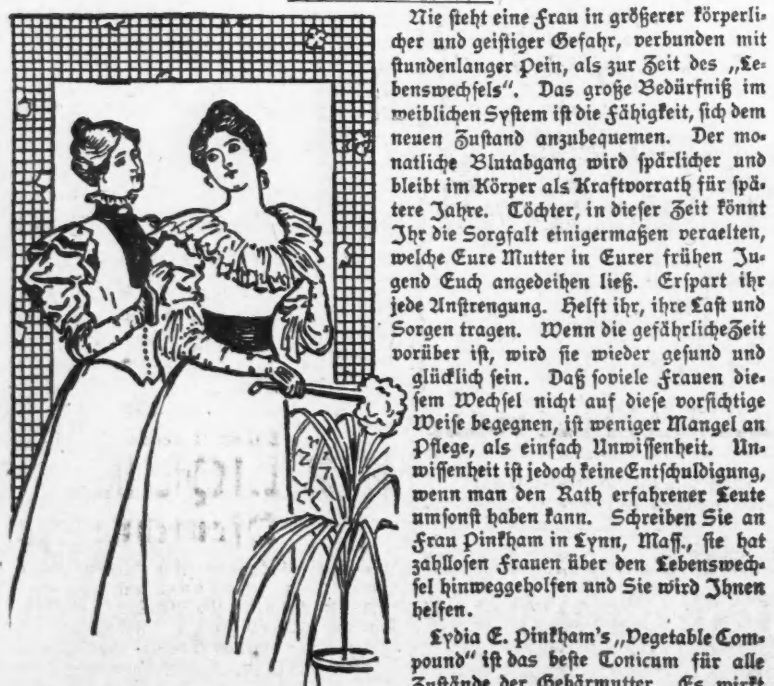 Nie steht eine Frau in größerer körperli-
cher und geistiger Gefahr, verbunden mit
stundenlanger Pein, als zur Zeit des „Le-
benswechsels“. Das große Bedürfniß im
weiblichen System ist die Fähigkeit, sich dem
neuen Zustand anzubequemen. Der mo-
natliche Blutabgang wird spärlicher und
bleibt im Körper als Kraftvorrath für spä-
tere Jahre. Töchter, in dieser Zeit könnt
Ihr die Sorgfalt einigermaßen veraelten,
welche Eure Mutter in Eurer frühen Ju-
gend Euch angedeihen ließ. Erspart ihr
jede Anstrengung. Helft ihr, ihre Last und
Sorgen tragen. Wenn die gefährliche Zeit
vorüber ist, wird sie wieder gesund und
glücklich sein. Daß soviele Frauen die-
sem Wechsel nicht auf diese vorsichtige
Weise begegnen, ist weniger Mangel an
Pflege, als einfach Unwissenheit. Un-
wissenheit ist jedoch keine Entschuldigung,
wenn man den Rath erfahrener Leute
umsonst haben kann. Schreiben Sie an
Frau Pinkham in Lynn, Mass., sie hat
zahllosen Frauen über den Lebenswech-
sel hinweggeholfen und Sie wird Ihnen
helfen.
Lydia E. Pinkham's „Vegetable Com-
pound“ ist das beste Tonicum für alle
Zustände der Gebärmutter. Es wirkt